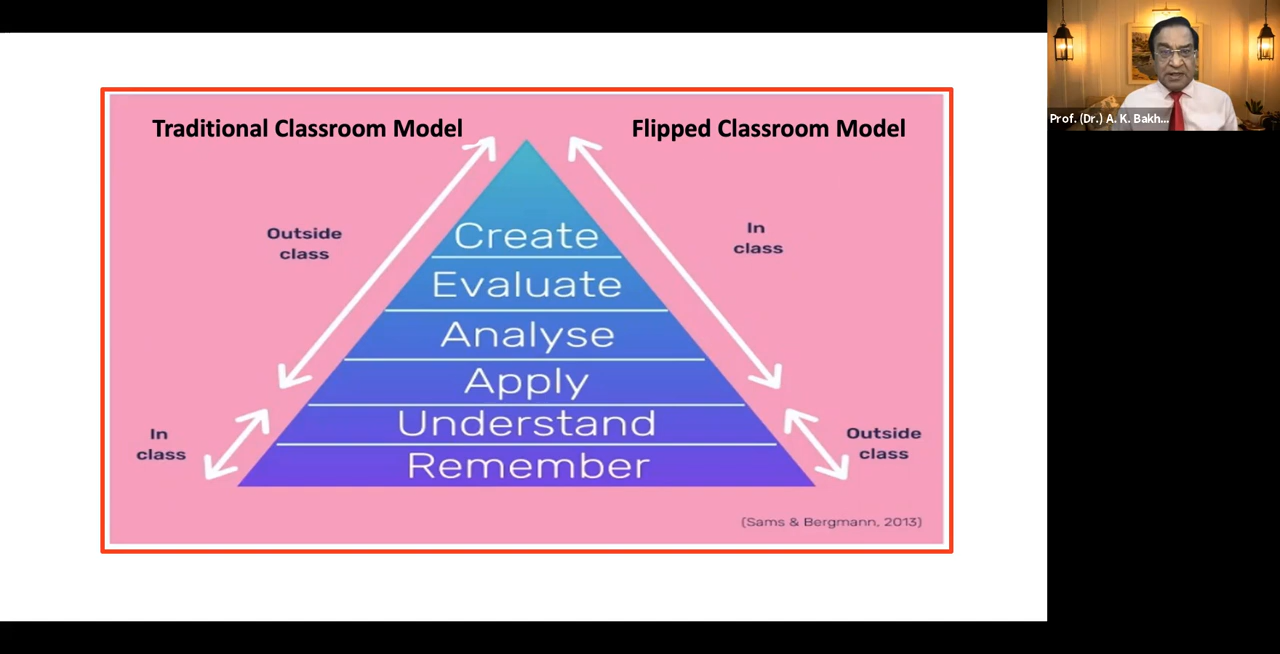 Traditional Classroom Model
Flipped Classroom Model
Outside
class
In
class
Create
Evaluate
Analyse
Apply
Understand
Remember
In
class
Outside
class
(Sams & Bergmann, 2013)
Prof. (Dr.) A. K. Bakh...